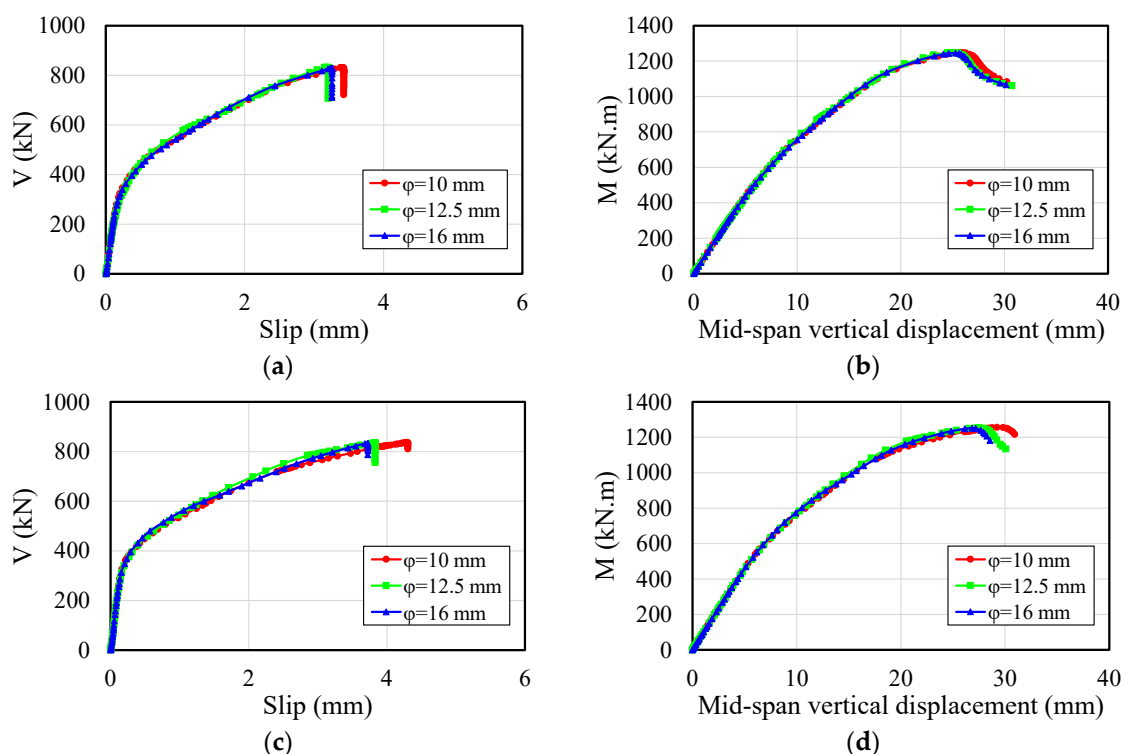 1000
800
600
400
200
0
V (kN)
φ=10 mm
φ=12.5 mm
φ=16 mm
0 2 4 6
Slip (mm)
(a)
1400
1200
1000
800
600
400
200
0
M (kN.m)
φ=10 mm
φ=12.5 mm
φ=16 mm
0 10 20 30 40
Mid-span vertical displacement (mm)
(b)
1000
800
600
400
200
0
V (kN)
φ=10 mm
φ=12.5 mm
φ=16 mm
0 2 4 6
Slip (mm)
(c)
1400
1200
1000
800
600
400
200
0
M (kN.m)
φ=10 mm
φ=12.5 mm
φ=16 mm
0 10 20 30 40
Mid-span vertical displacement (mm)
(d)